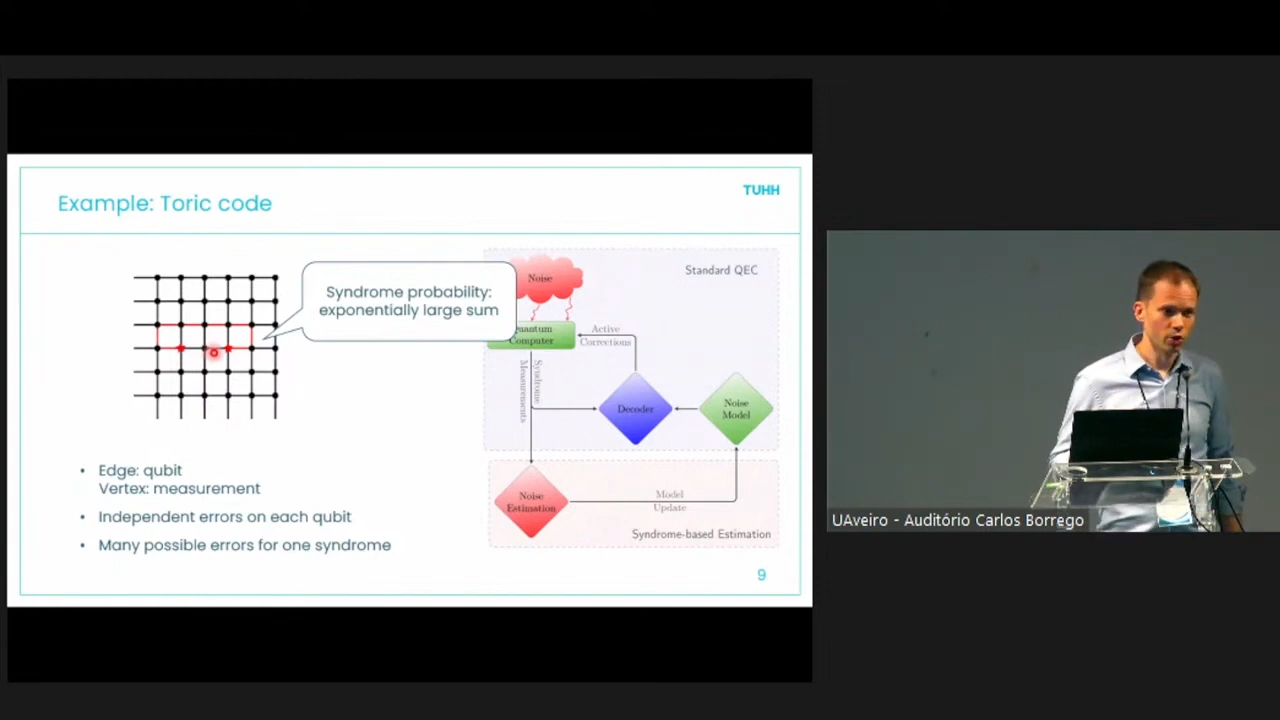 Example: Toric code
TUHH
Syndrome probability:
exponentially large sum
Edge: qubit
Vertex: measurement
Independent errors on each qubit
Many possible errors for one syndrome
Standard QEC
Noise
Quantum
Computer
Active
Corrections
Syndrome
Measurements
Decoder
Noise
Model
Noise
Estimation
Model
Update
Syndrome-based Estimation
9
UAveiro - Auditório Carlos Borrego